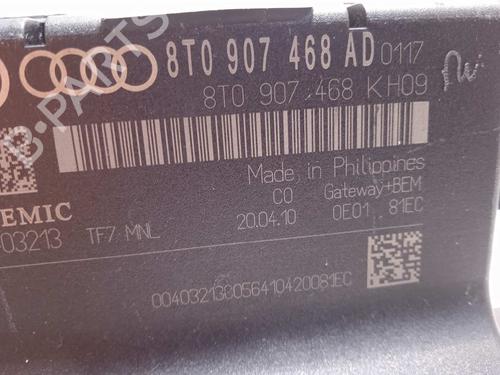 8T0 907 468 AD 0117
8T0 907 468 KH09
Made in Philippines
C0 Gateway+BEM
20.04.10 0E01 81EC
EMIC
03213 TF7 MNL
B-PARTS